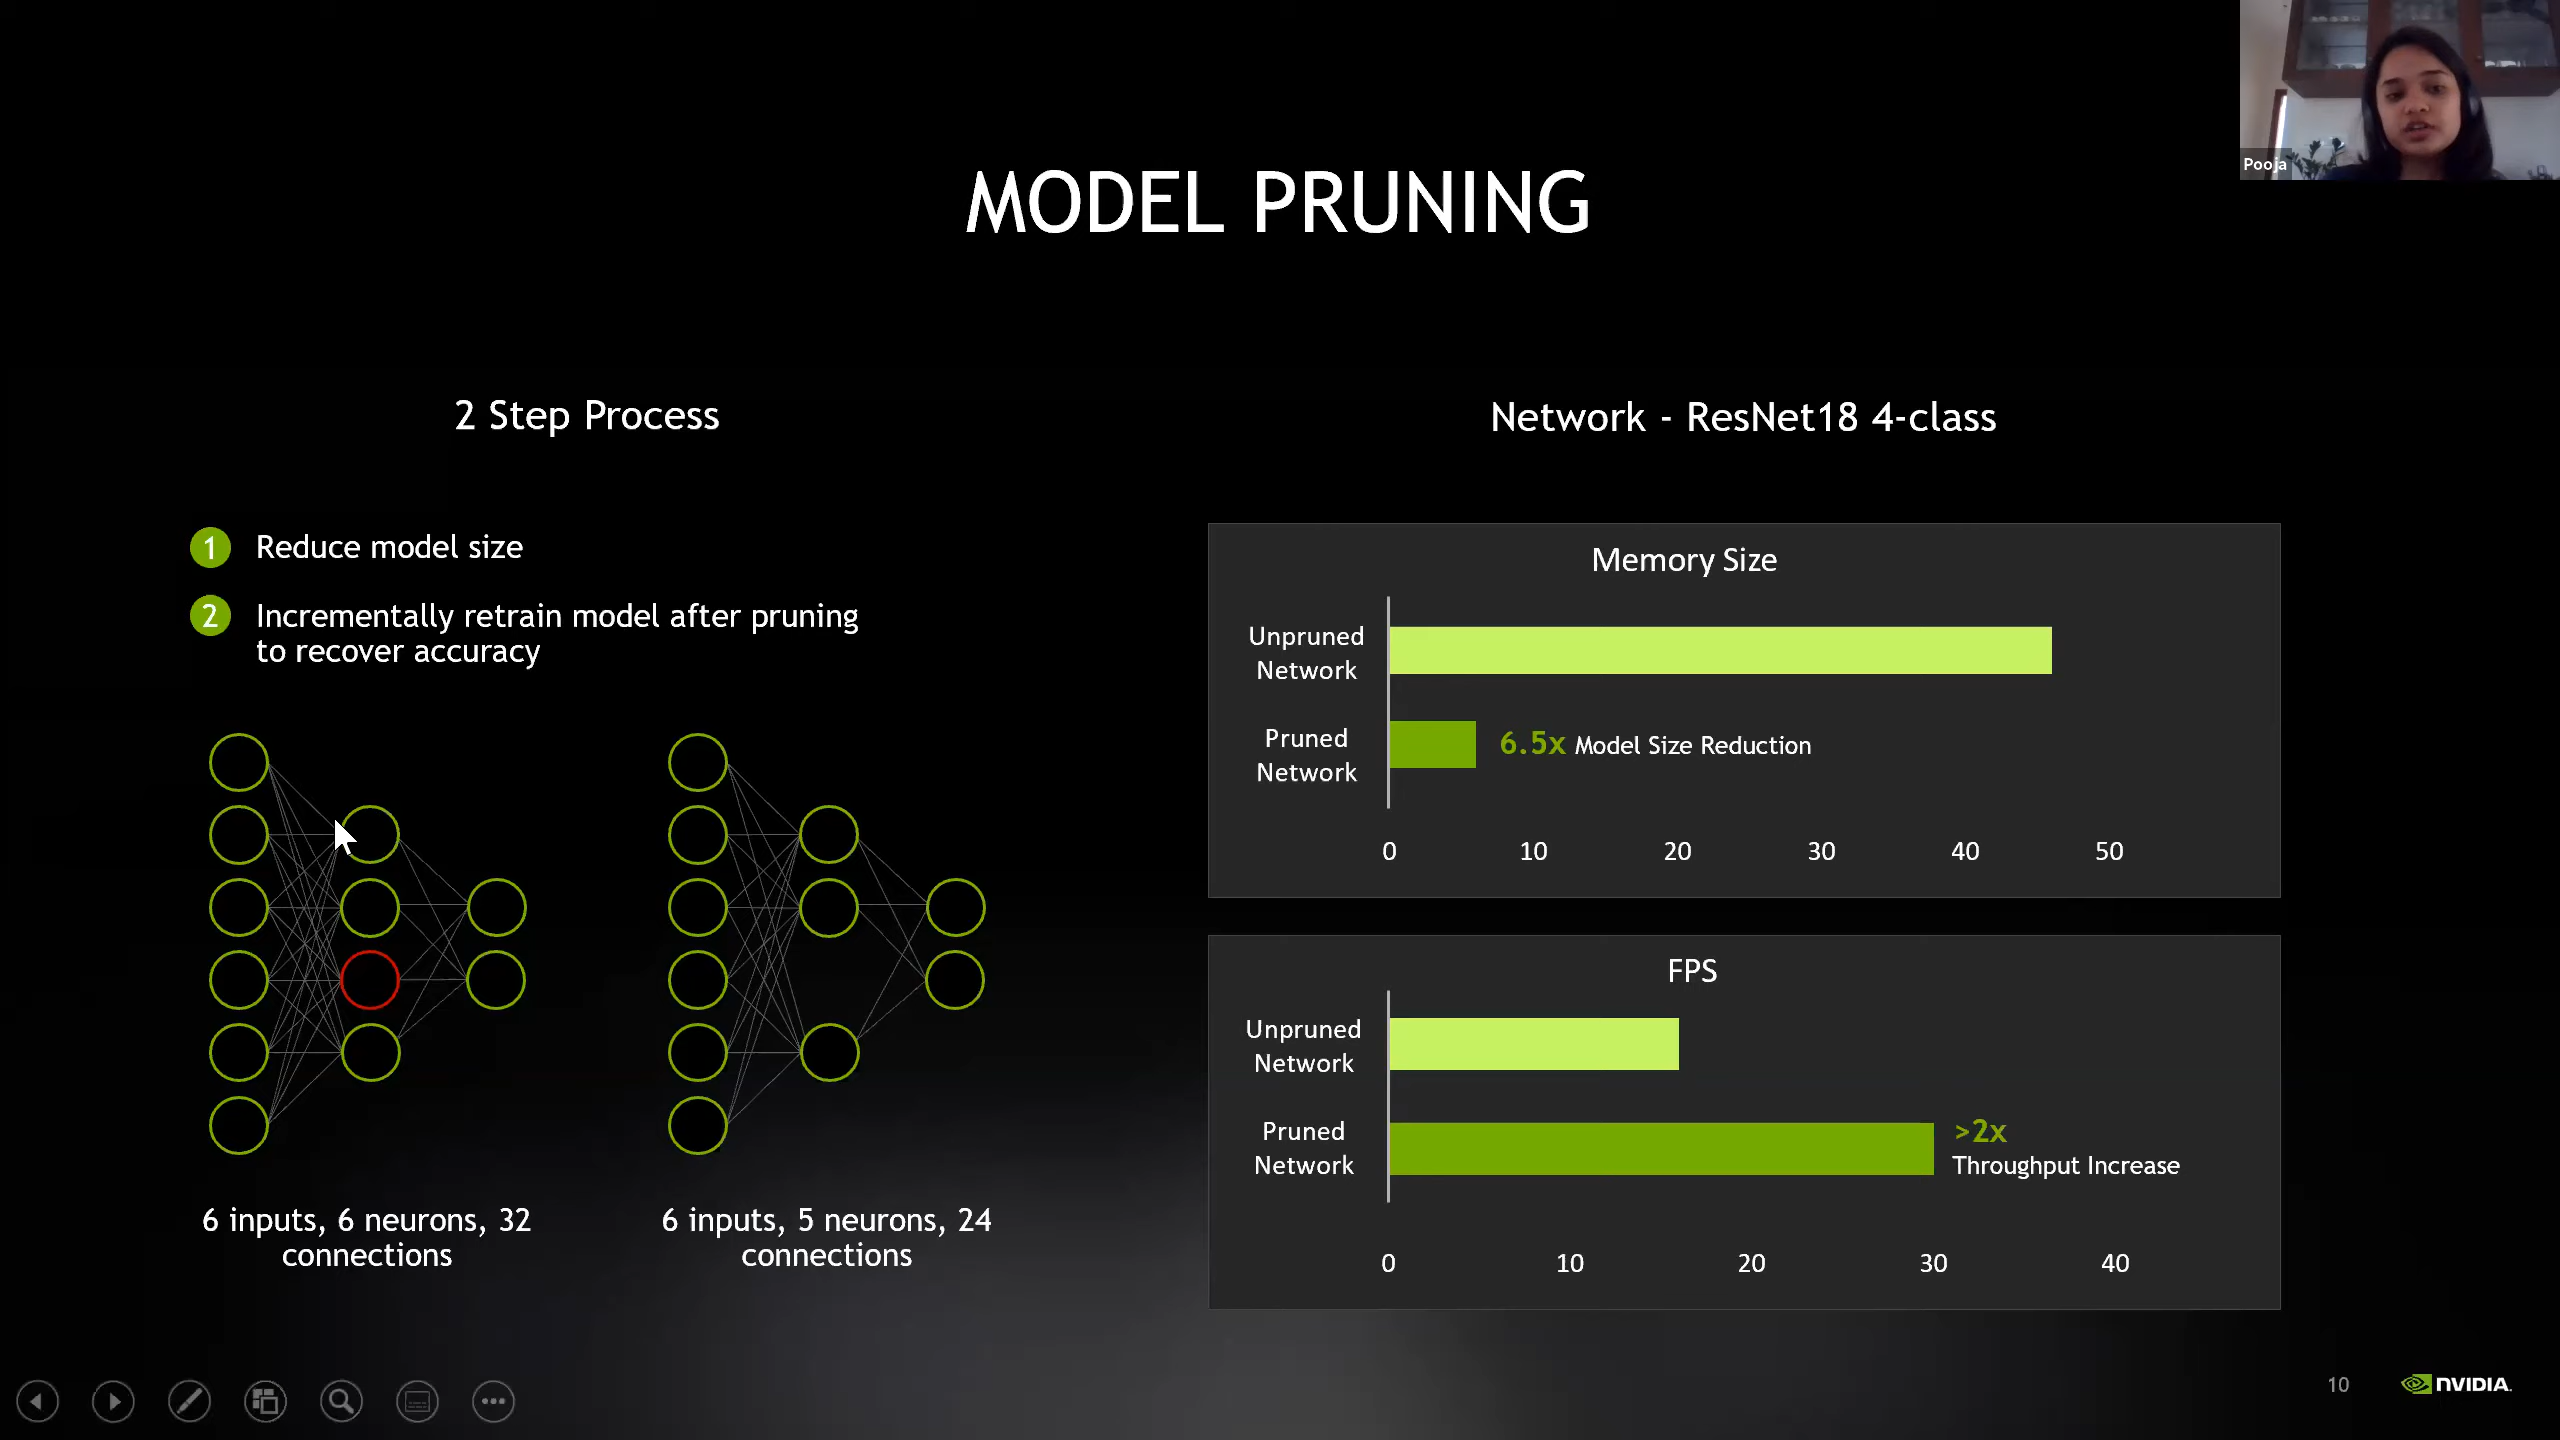 Pooja
MODEL PRUNING
2 Step Process
1 Reduce model size
2 Incrementally retrain model after pruning
to recover accuracy
6 inputs, 6 neurons, 32
connections
6 inputs, 5 neurons, 24
connections
Network - ResNet18 4-class
Memory Size
Unpruned
Network
Pruned
Network
6.5x Model Size Reduction
0 10 20 30 40 50
FPS
Unpruned
Network
Pruned
Network
>2x
Throughput Increase
0 10 20 30 40
10
NVIDIA.